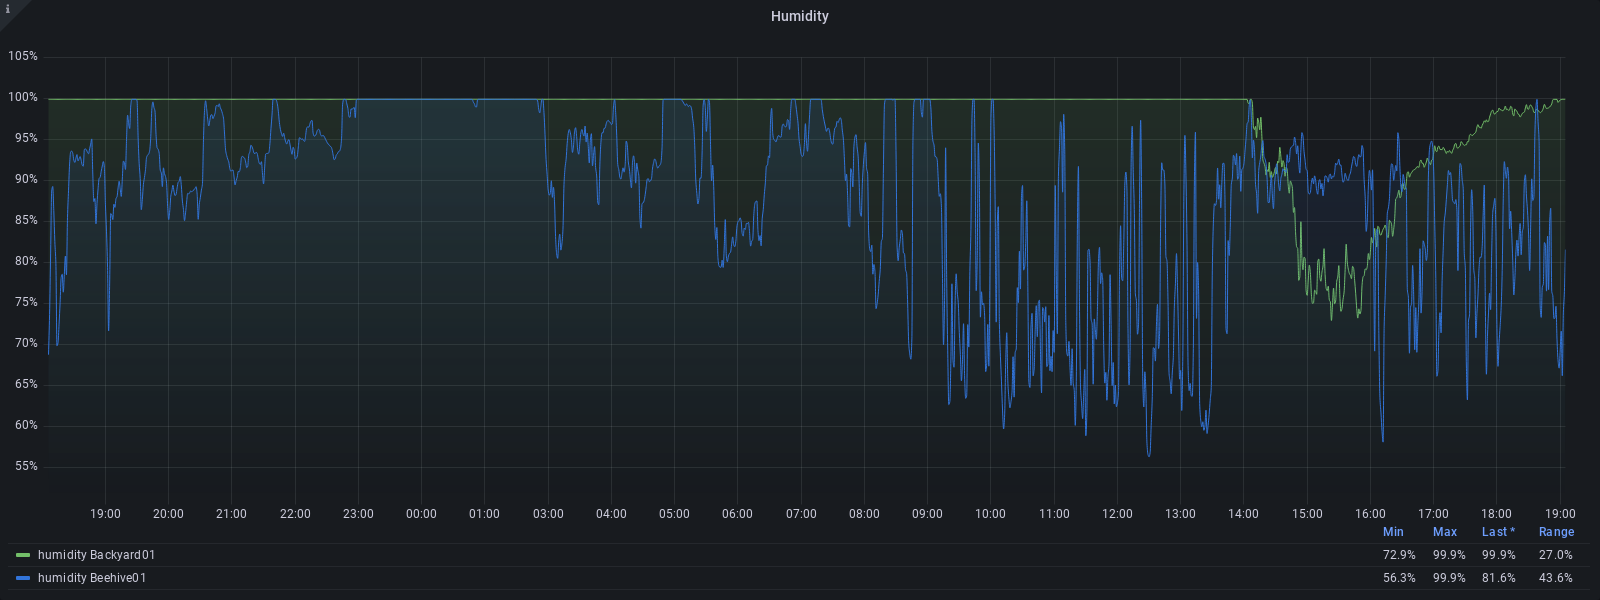 i
Humidity
105%
100%
95%
90%
85%
80%
75%
70%
65%
60%
55%
19:00 20:00 21:00 22:00 23:00 00:00 01:00 03:00 04:00 05:00 06:00 07:00 08:00 09:00 10:00 11:00 12:00 13:00 14:00 15:00 16:00 17:00 18:00 19:00
Min Max Last * Range
humidity Backyard01 72.9% 99.9% 99.9% 27.0%
humidity Beehive01 56.3% 99.9% 81.6% 43.6%